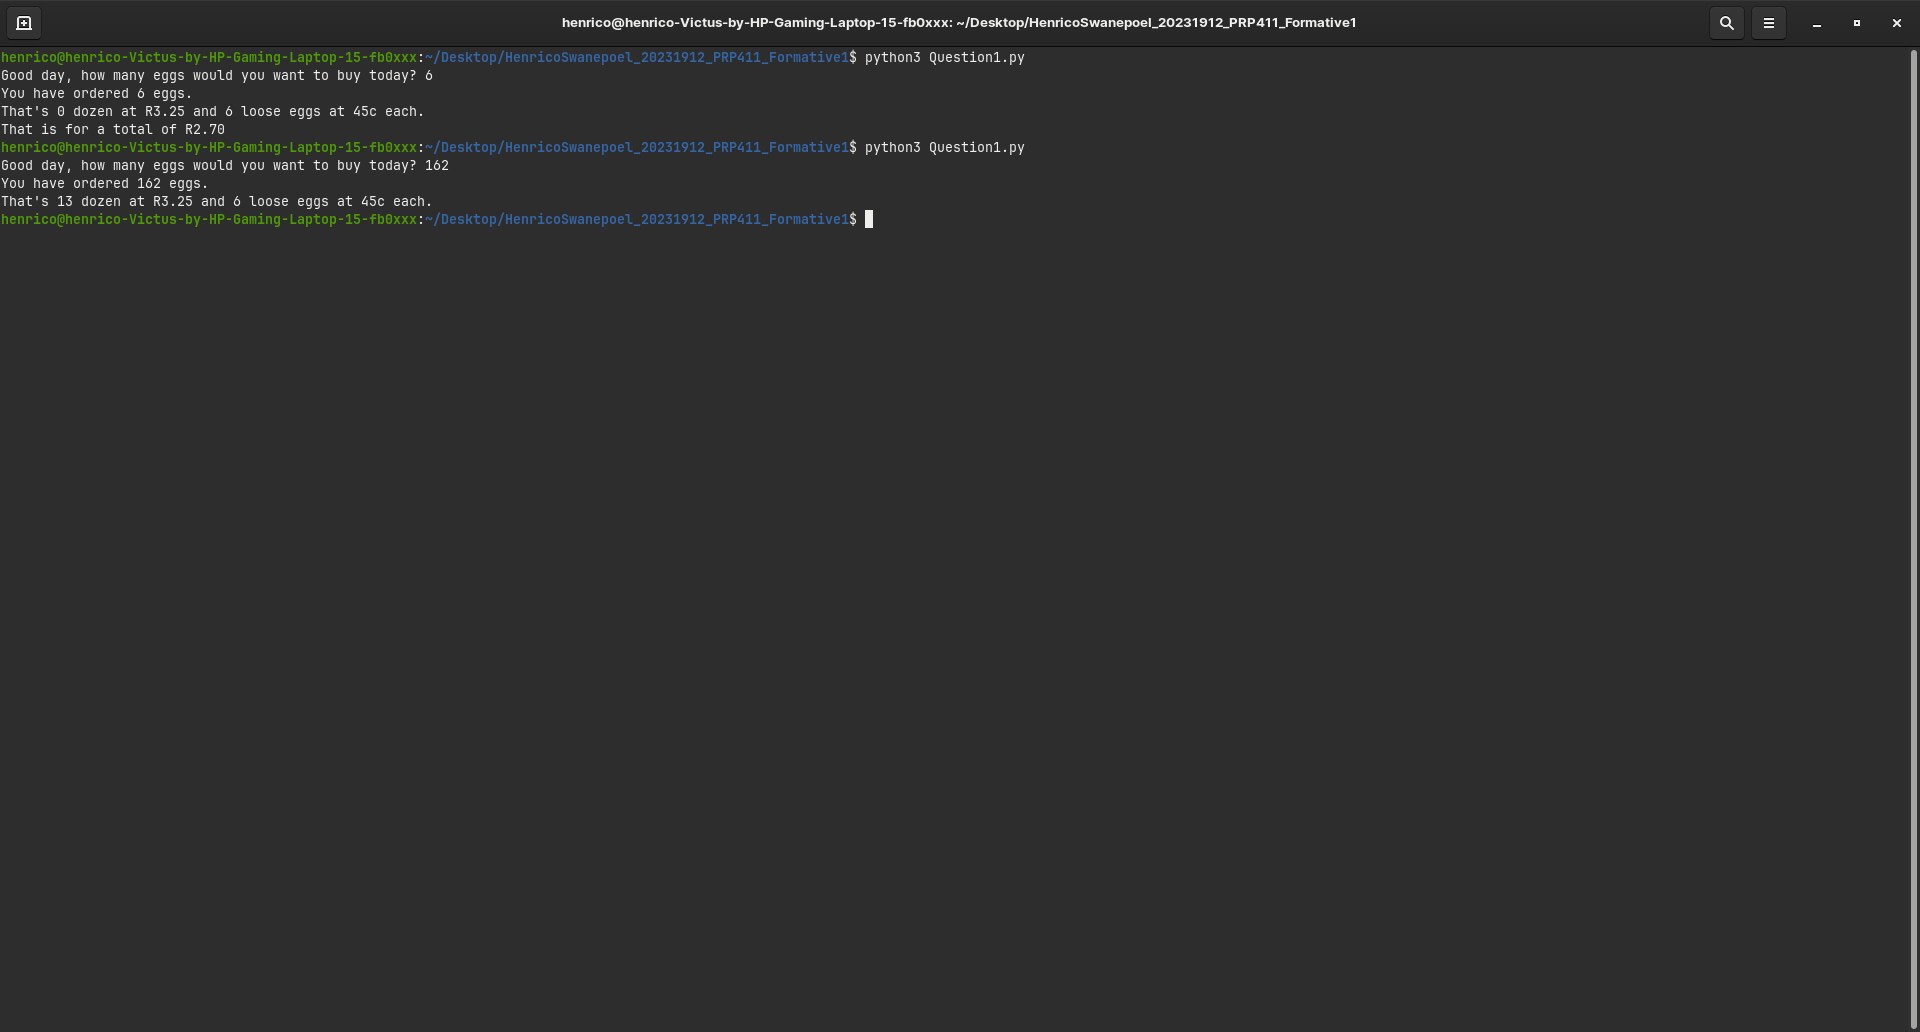 henrico@henrico-Victus-by-HP-Gaming-Laptop-15-fb0xxx: ~/Desktop/HenricoSwanepoel_20231912_PRP411_Formative1
henrico@henrico-Victus-by-HP-Gaming-Laptop-15-fb0xxx:~/Desktop/HenricoSwanepoel_20231912_PRP411_Formative1$ python3 Question1.py
Good day, how many eggs would you want to buy today? 6
You have ordered 6 eggs.
That's 0 dozen at R3.25 and 6 loose eggs at 45c each.
That is for a total of R2.70
henrico@henrico-Victus-by-HP-Gaming-Laptop-15-fb0xxx:~/Desktop/HenricoSwanepoel_20231912_PRP411_Formative1$ python3 Question1.py
Good day, how many eggs would you want to buy today? 162
You have ordered 162 eggs.
That's 13 dozen at R3.25 and 6 loose eggs at 45c each.
henrico@henrico-Victus-by-HP-Gaming-Laptop-15-fb0xxx:~/Desktop/HenricoSwanepoel_20231912_PRP411_Formative1$